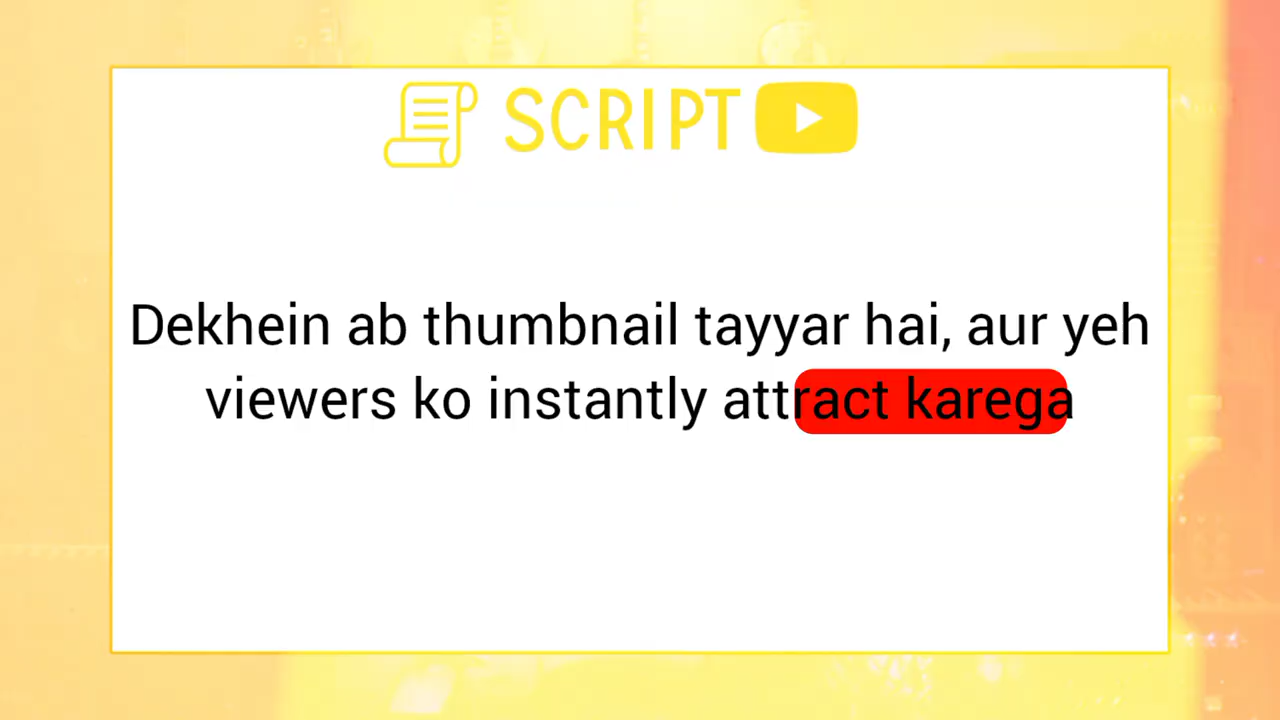 SCRIPT
Dekhein ab thumbnail tayyar hai, aur yeh
viewers ko instantly attract karega